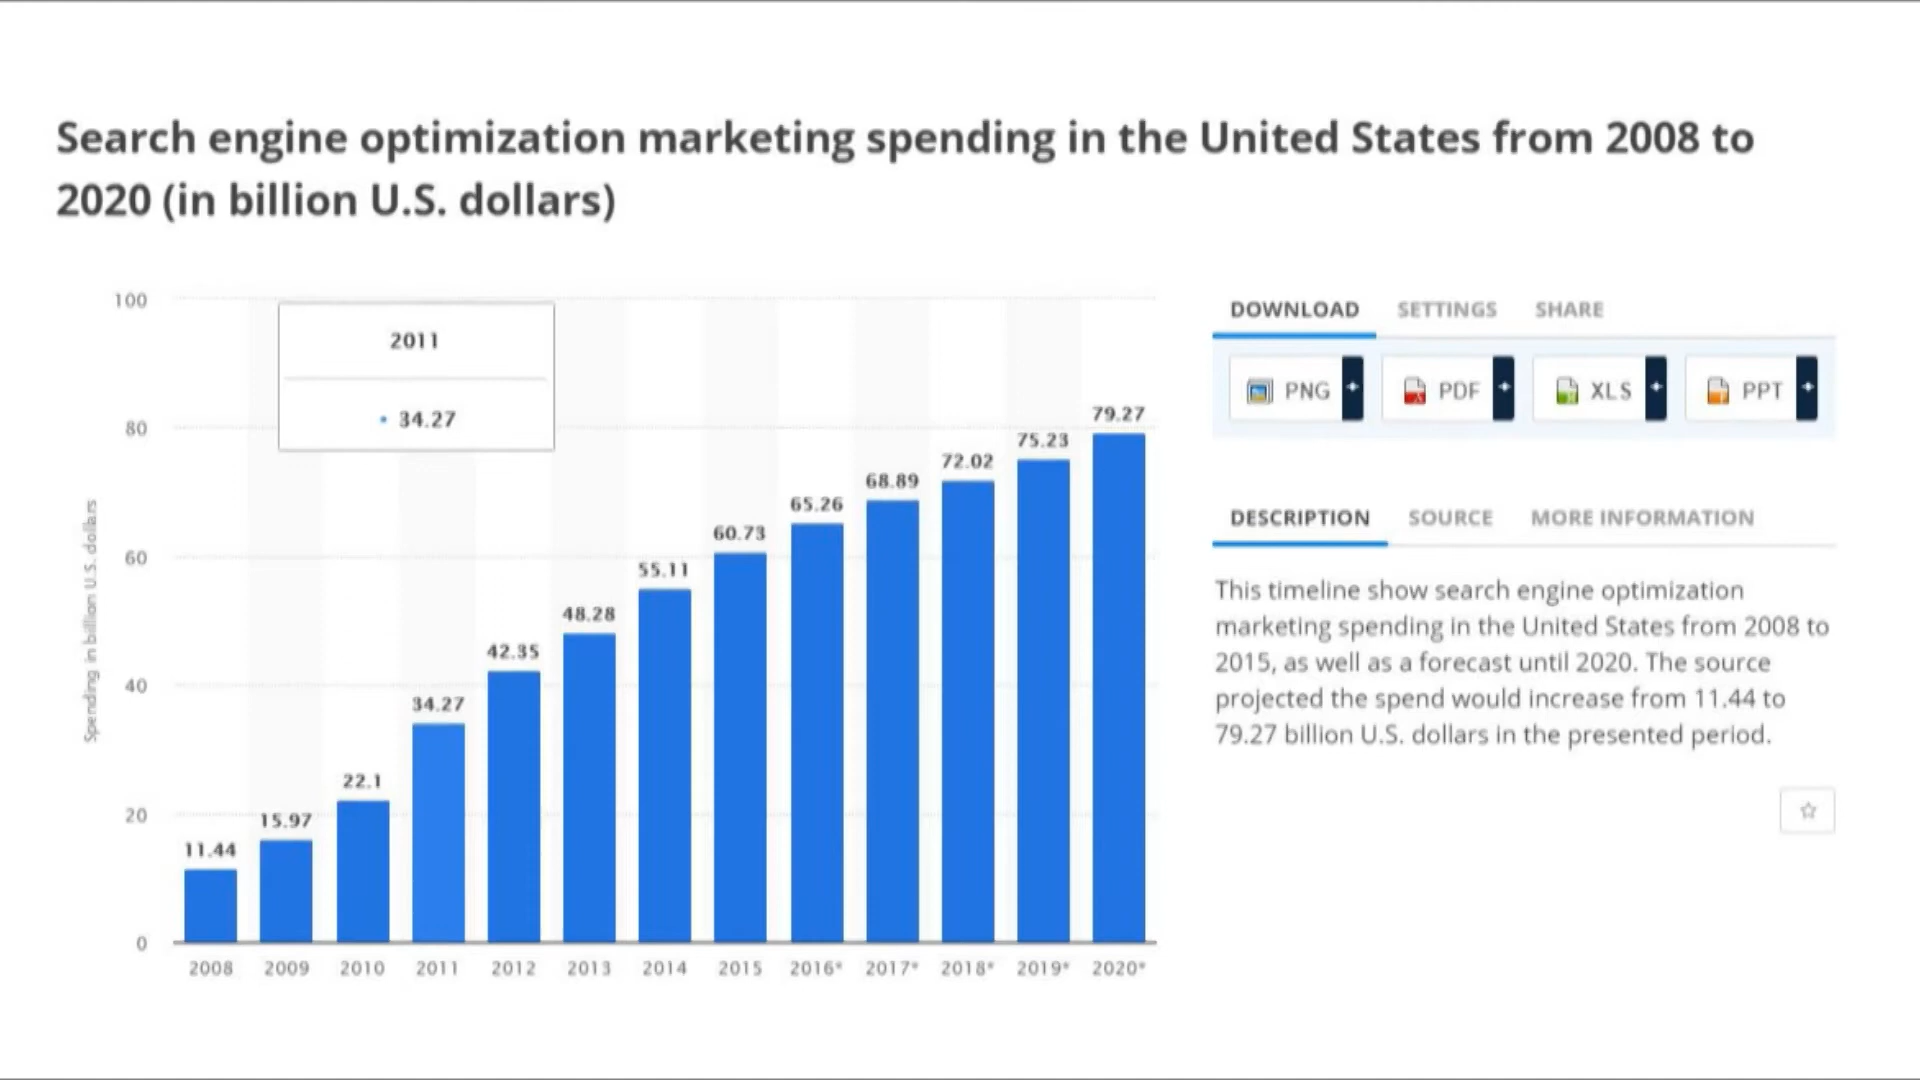 Search engine optimization marketing spending in the United States from 2008 to
2020 (in billion U.S. dollars)
Spending in billion U.S. dollars
100
80
60
40
20
0
2011
34.27
11.44
15.97
22.1
34.27
42.35
48.28
55.11
60.73
65.26
68.89
72.02
75.23
79.27
2008 2009 2010 2011 2012 2013 2014 2015 2016* 2017* 2018* 2019* 2020*
DOWNLOAD SETTINGS SHARE
PNG + PDF + XLS + PPT +
DESCRIPTION SOURCE MORE INFORMATION
This timeline show search engine optimization
marketing spending in the United States from 2008 to
2015, as well as a forecast until 2020. The source
projected the spend would increase from 11.44 to
79.27 billion U.S. dollars in the presented period.